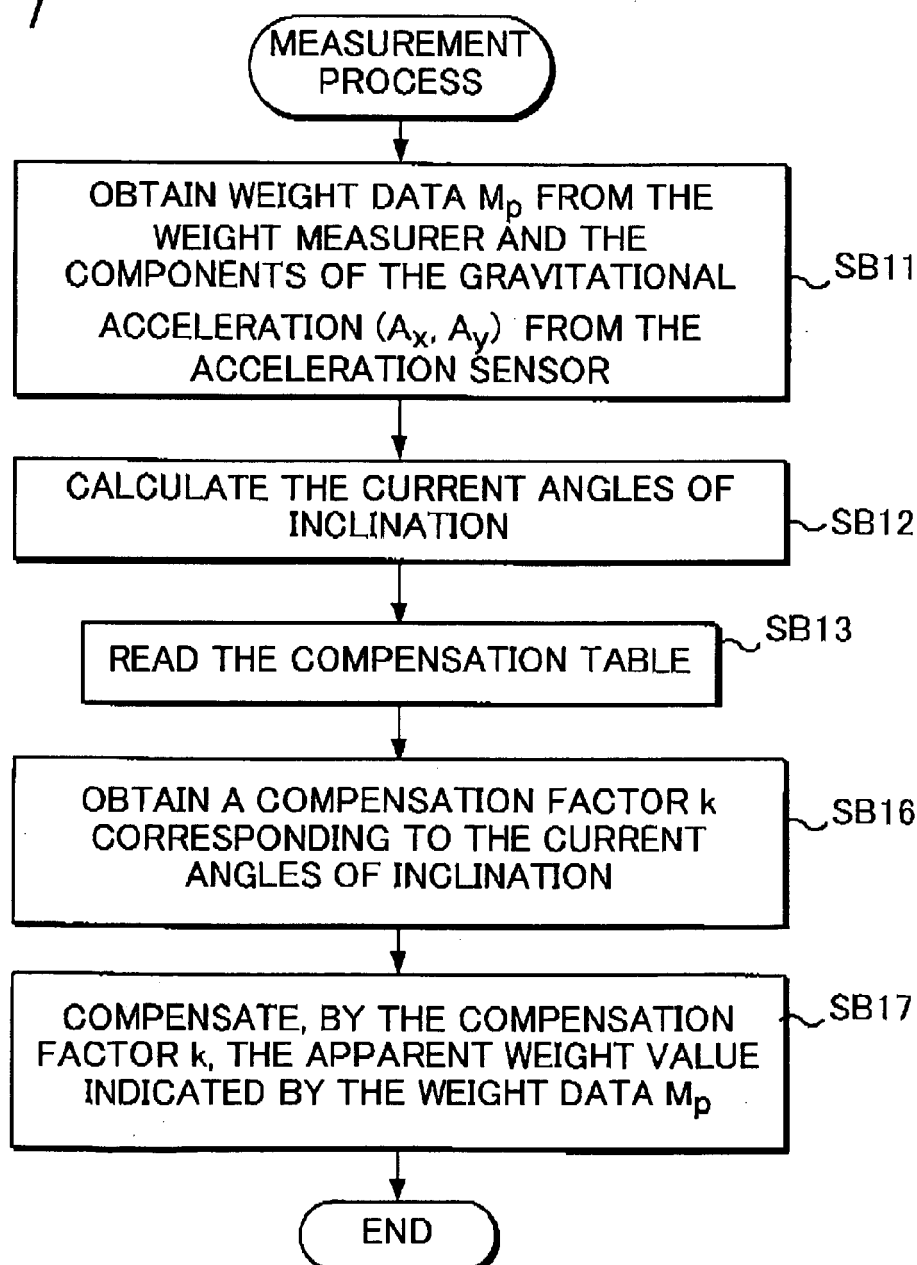 MEASUREMENT
PROCESS
OBTAIN WEIGHT DATA Mp FROM THE
WEIGHT MEASURER AND THE
COMPONENTS OF THE GRAVITATIONAL
ACCELERATION (Ax, Ay) FROM THE
ACCELERATION SENSOR
SB11
CALCULATE THE CURRENT ANGLES OF
INCLINATION
SB12
READ THE COMPENSATION TABLE
SB13
OBTAIN A COMPENSATION FACTOR k
CORRESPONDING TO THE CURRENT
ANGLES OF INCLINATION
SB16
COMPENSATE, BY THE COMPENSATION
FACTOR k, THE APPARENT WEIGHT VALUE
INDICATED BY THE WEIGHT DATA Mp
SB17
END